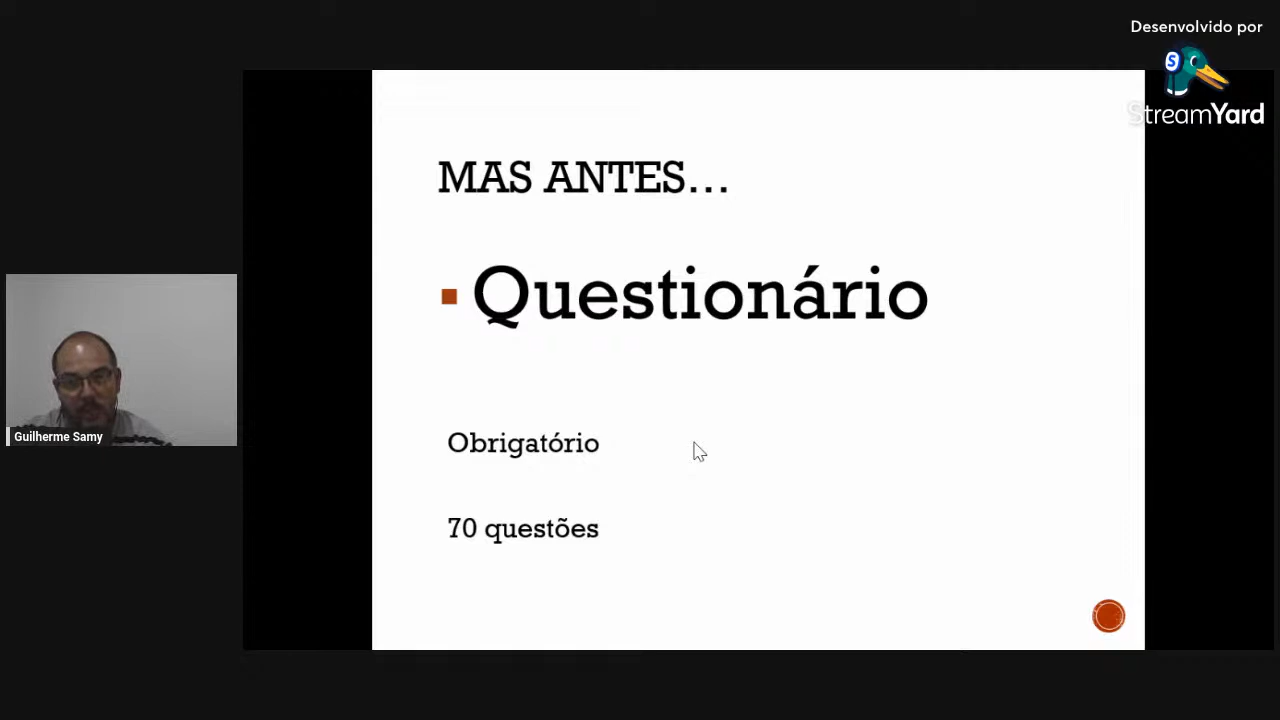 Desenvolvido por
StreamYard
MAS ANTES...
Questionário
Obrigatório
70 questões
Guilherme Samy